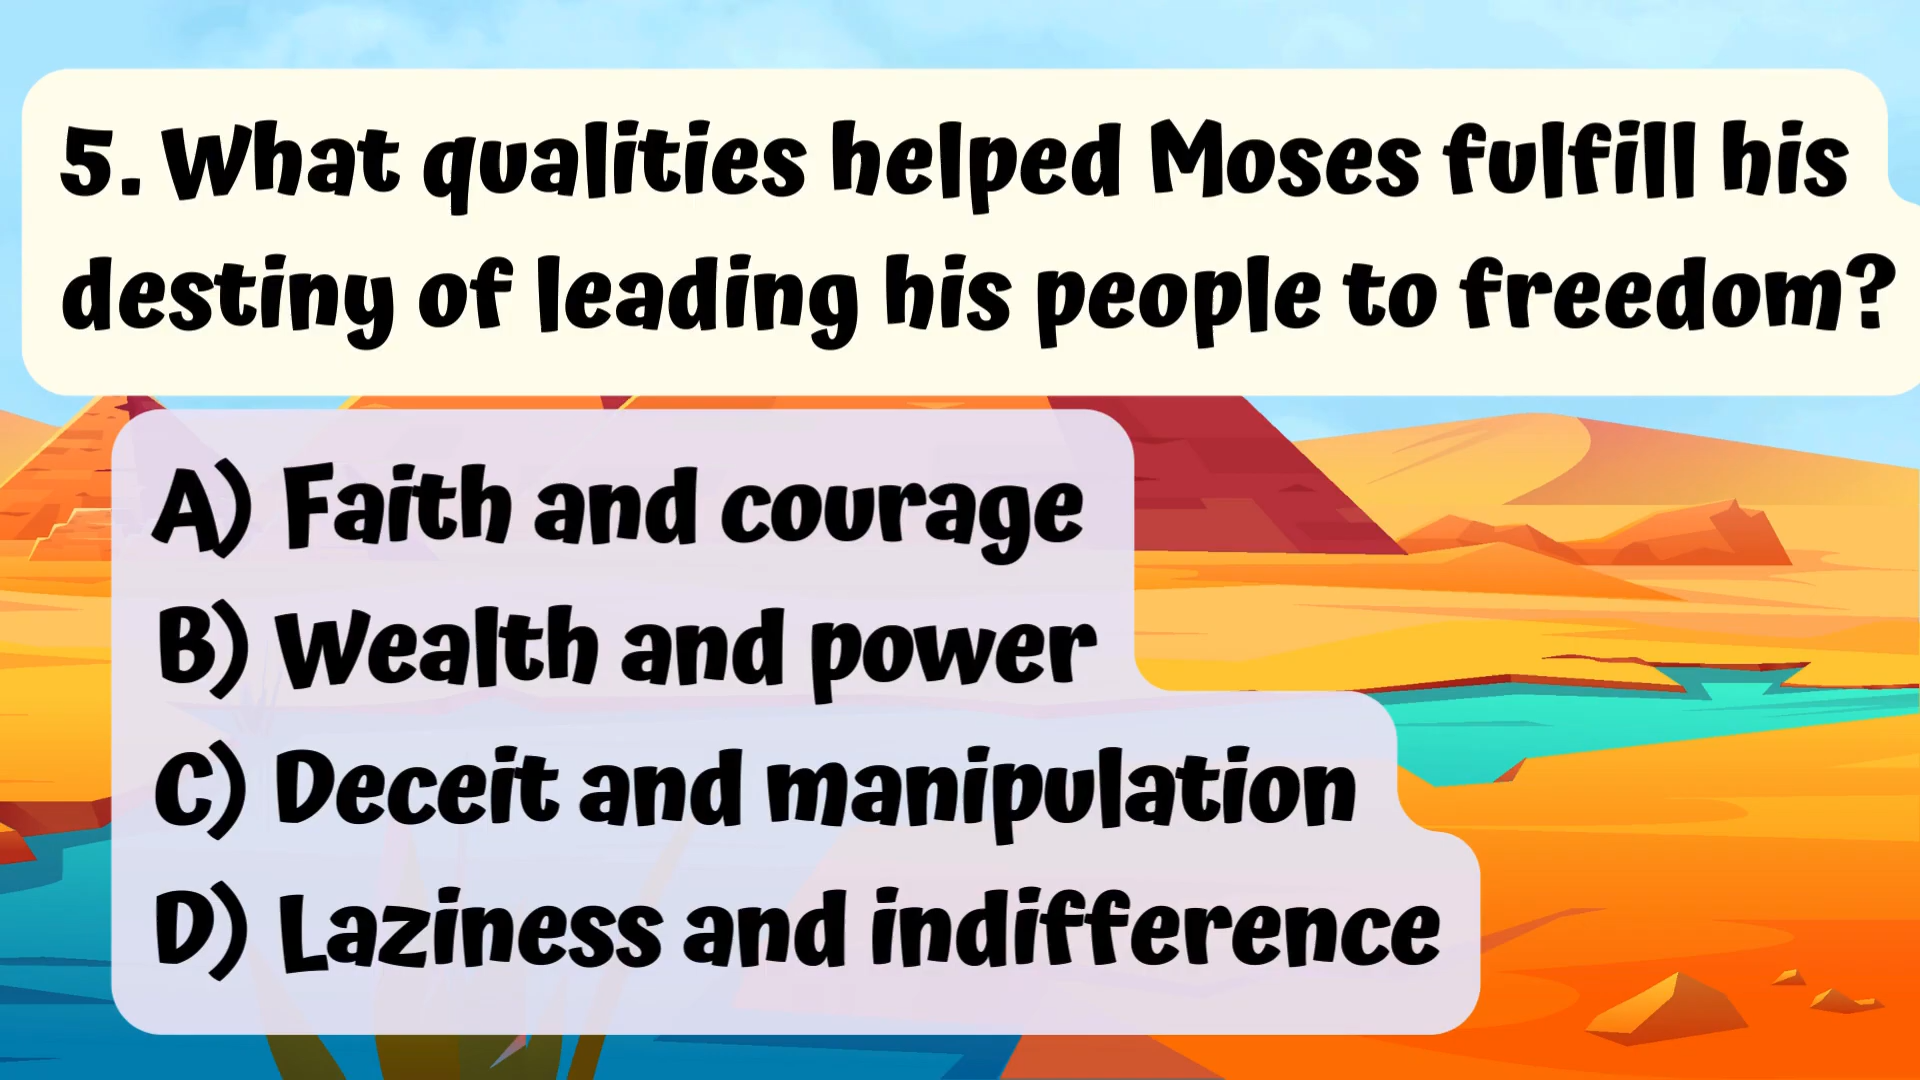 5. What qualities helped Moses fulfill his
destiny of leading his people to freedom?
A) Faith and courage
B) Wealth and power
C) Deceit and manipulation
D) Laziness and indifference